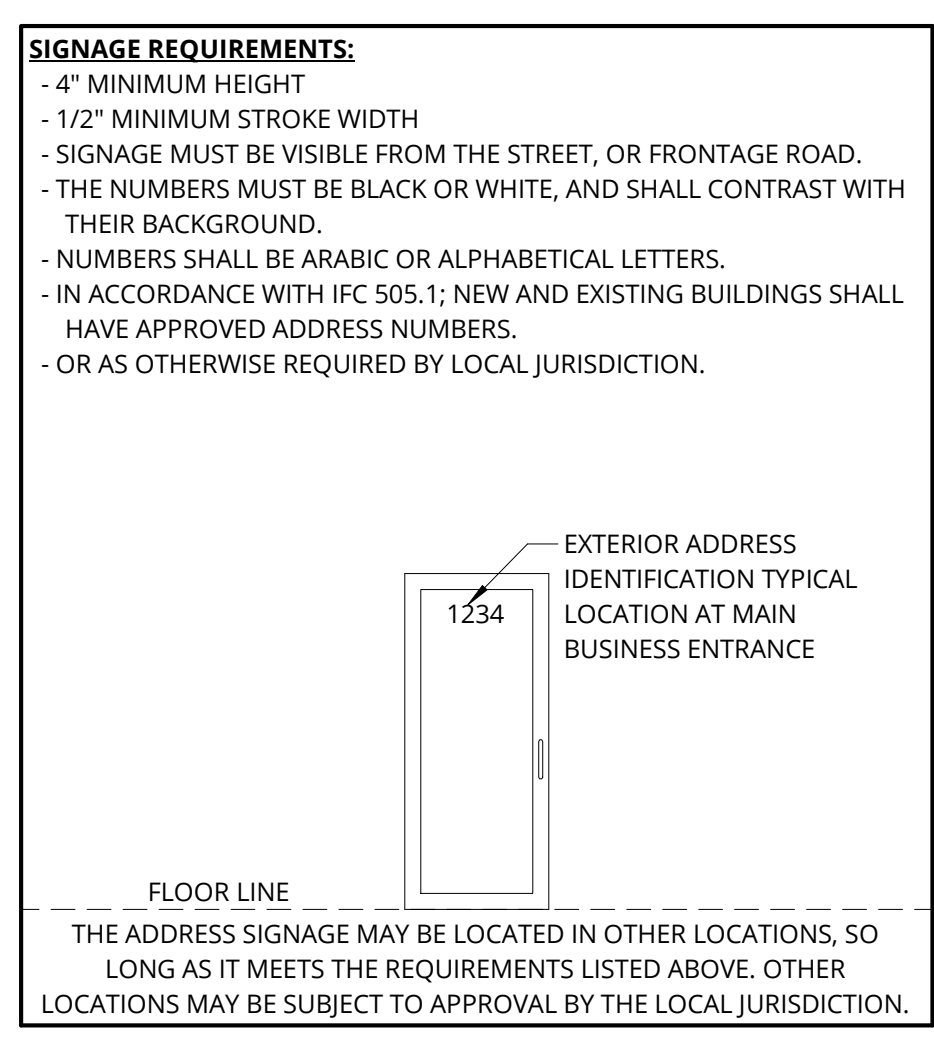 SIGNAGE REQUIREMENTS:
- 4" MINIMUM HEIGHT
- 1/2" MINIMUM STROKE WIDTH
- SIGNAGE MUST BE VISIBLE FROM THE STREET, OR FRONTAGE ROAD.
- THE NUMBERS MUST BE BLACK OR WHITE, AND SHALL CONTRAST WITH
THEIR BACKGROUND.
- NUMBERS SHALL BE ARABIC OR ALPHABETICAL LETTERS.
- IN ACCORDANCE WITH IFC 505.1; NEW AND EXISTING BUILDINGS SHALL
HAVE APPROVED ADDRESS NUMBERS.
- OR AS OTHERWISE REQUIRED BY LOCAL JURISDICTION.
EXTERIOR ADDRESS
IDENTIFICATION TYPICAL
LOCATION AT MAIN
BUSINESS ENTRANCE
1234
FLOOR LINE
THE ADDRESS SIGNAGE MAY BE LOCATED IN OTHER LOCATIONS, SO
LONG AS IT MEETS THE REQUIREMENTS LISTED ABOVE. OTHER
LOCATIONS MAY BE SUBJECT TO APPROVAL BY THE LOCAL JURISDICTION.